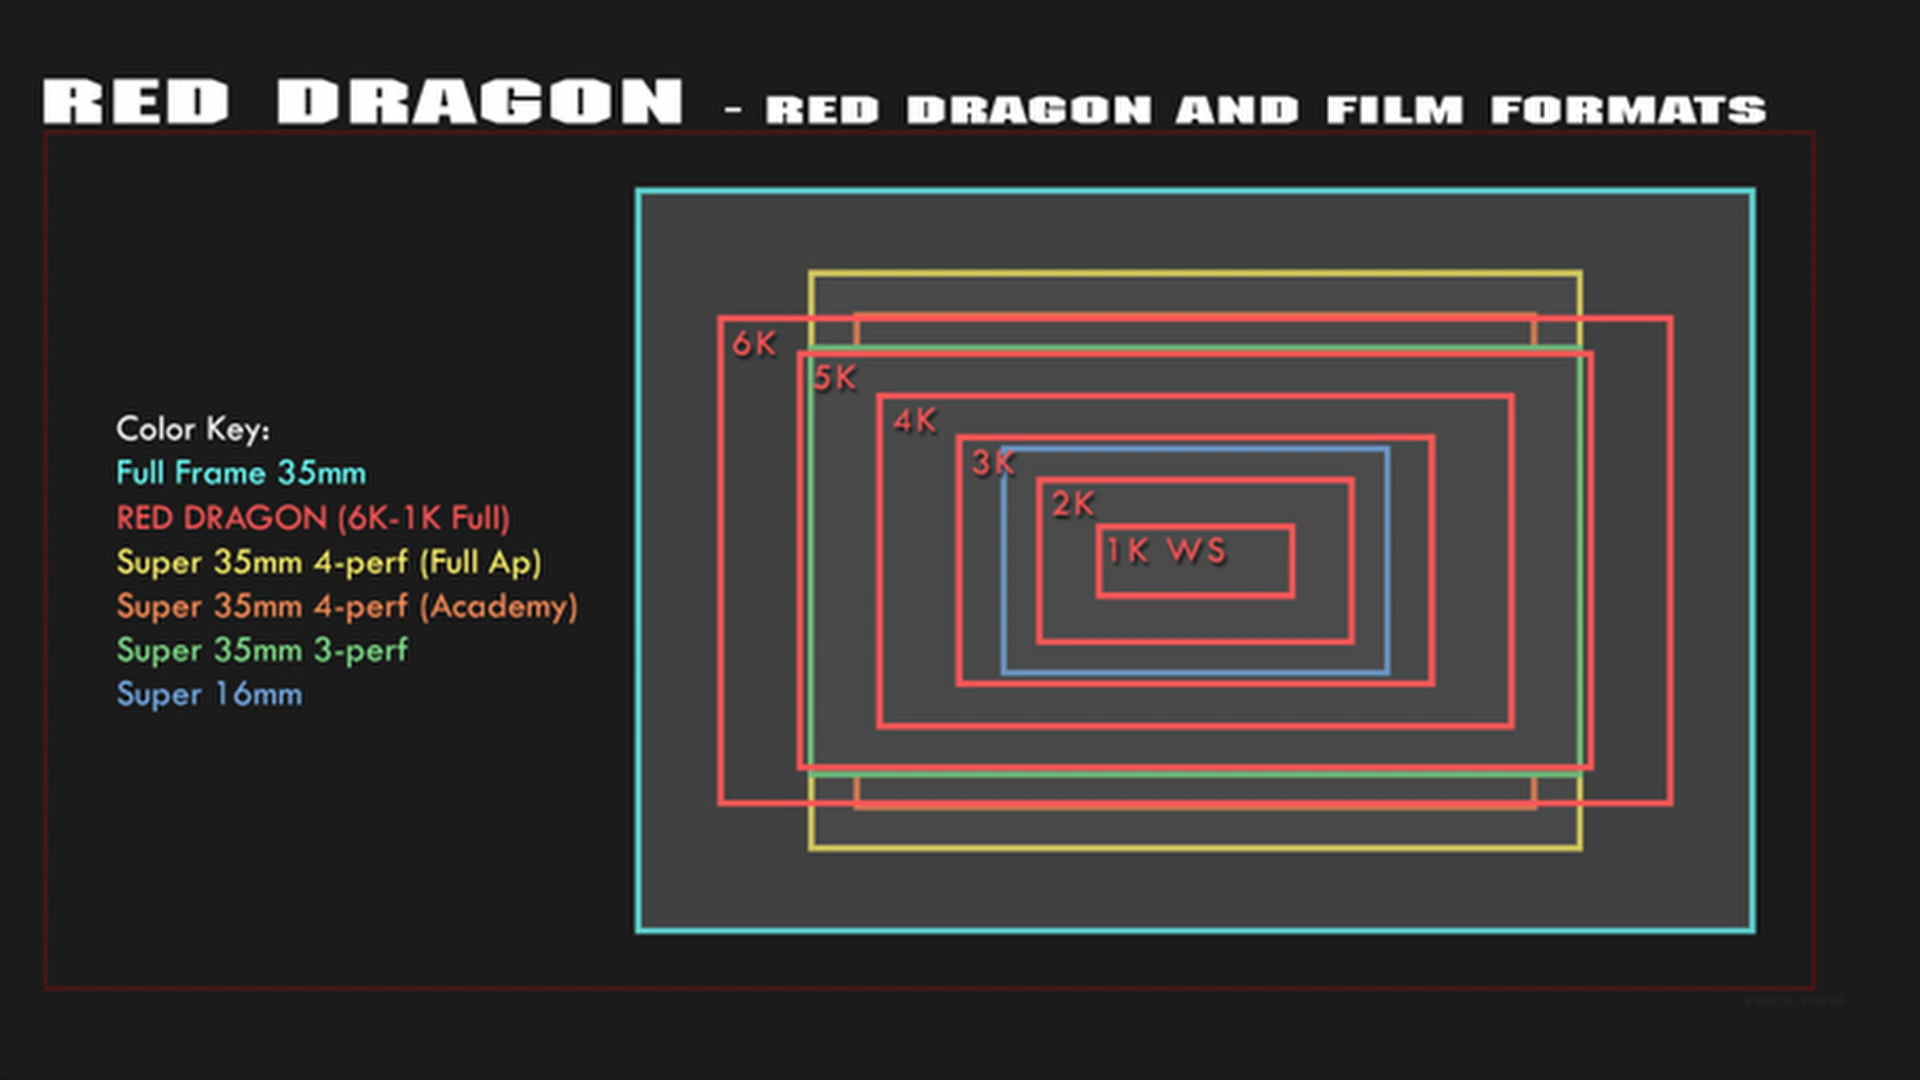 RED DRAGON - RED DRAGON AND FILM FORMATS
6K
5K
4K
3K
2K
1K WS
Color Key:
Full Frame 35mm
RED DRAGON (6K-1K Full)
Super 35mm 4-perf (Full Ap)
Super 35mm 4-perf (Academy)
Super 35mm 3-perf
Super 16mm